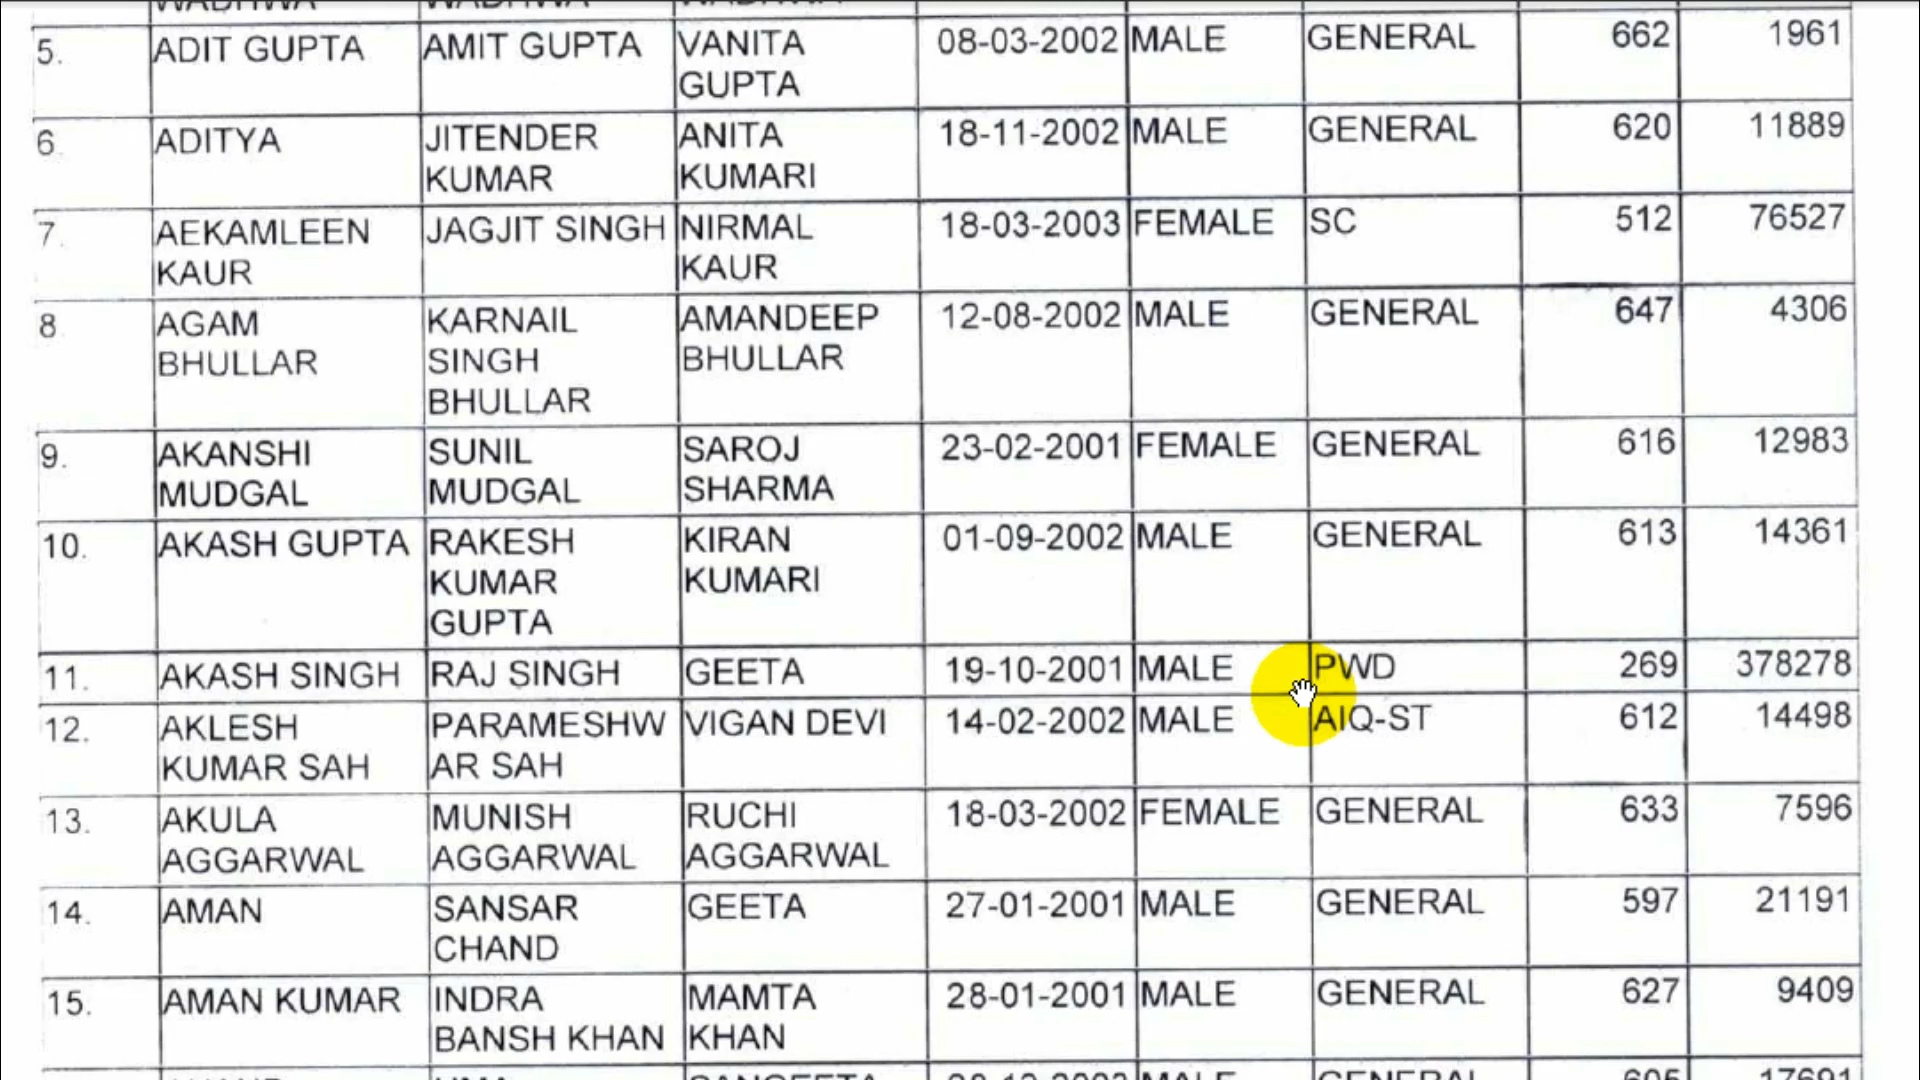 WADHWA WADHWA WADHWA
5. ADIT GUPTA AMIT GUPTA VANITA 08-03-2002 MALE GENERAL 662 1961
GUPTA
6. ADITYA JITENDER ANITA 18-11-2002 MALE GENERAL 620 11889
KUMAR KUMARI
7. AEKAMLEEN JAGJIT SINGH NIRMAL 18-03-2003 FEMALE SC 512 76527
KAUR KAUR
8 AGAM KARNAIL AMANDEEP 12-08-2002 MALE GENERAL 647 4306
BHULLAR SINGH BHULLAR
BHULLAR
9. AKANSHI SUNIL SAROJ 23-02-2001 FEMALE GENERAL 616 12983
MUDGAL MUDGAL SHARMA
10. AKASH GUPTA RAKESH KIRAN 01-09-2002 MALE GENERAL 613 14361
KUMAR KUMARI
GUPTA
11. AKASH SINGH RAJ SINGH GEETA 19-10-2001 MALE PWD 269 378278
12. AKLESH PARAMESHW VIGAN DEVI 14-02-2002 MALE AIQ-ST 612 14498
KUMAR SAH AR SAH
13. AKULA MUNISH RUCHI 18-03-2002 FEMALE GENERAL 633 7596
AGGARWAL AGGARWAL AGGARWAL
14. AMAN SANSAR GEETA 27-01-2001 MALE GENERAL 597 21191
CHAND
15. AMAN KUMAR INDRA MAMTA 28-01-2001 MALE GENERAL 627 9409
BANSH KHAN KHAN
MALE GENERAL 605 17691